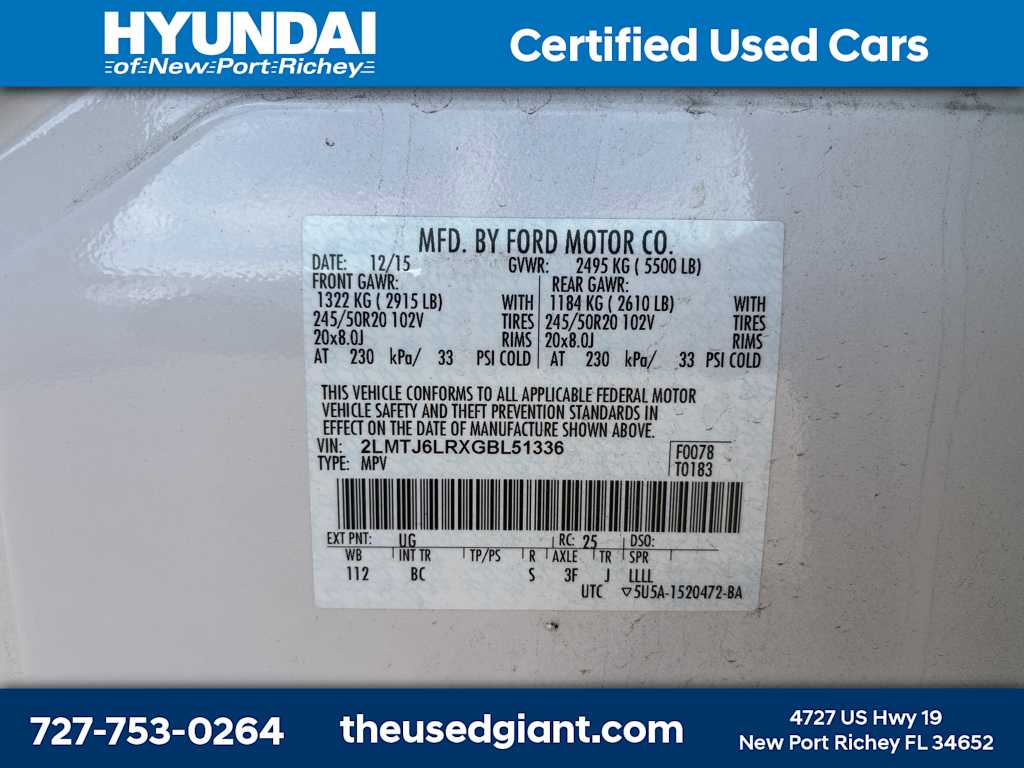 HYUNDAI
of New Port Richey
Certified Used Cars
MFD. BY FORD MOTOR CO.
DATE: 12/15 GVWR: 2495 KG ( 5500 LB)
FRONT GAWR: REAR GAWR:
1322 KG ( 2915 LB) WITH 1184 KG ( 2610 LB) WITH
245/50R20 102V TIRES 245/50R20 102V TIRES
20x8.0J RIMS 20x8.0J RIMS
AT 230 kPa/ 33 PSI COLD AT 230 kPa/ 33 PSI COLD
THIS VEHICLE CONFORMS TO ALL APPLICABLE FEDERAL MOTOR
VEHICLE SAFETY AND THEFT PREVENTION STANDARDS IN
EFFECT ON THE DATE OF MANUFACTURE SHOWN ABOVE.
VIN: 2LMTJ6LRXGBL51336 F0078
TYPE: MPV T0183
EXT PNT: UG RC: 25 DSO:
WB INT TR TP/PS R AXLE TR SPR
112 BC S 3F J LLLL
UTC ▽5U5A-1520472-BA
727-753-0264
theusedgiant.com
4727 US Hwy 19
New Port Richey FL 34652